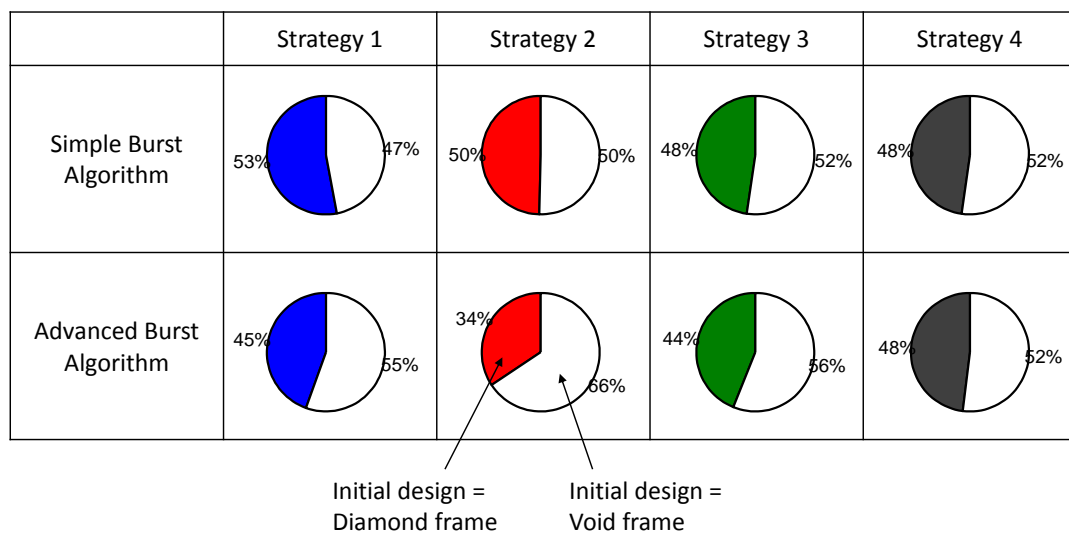 Strategy 1 Strategy 2 Strategy 3 Strategy 4
Simple Burst
Algorithm
53% 47% 50% 50% 48% 52% 48% 52%
Advanced Burst
Algorithm
45% 55% 34% 66% 44% 56% 48% 52%
Initial design =
Diamond frame
Initial design =
Void frame